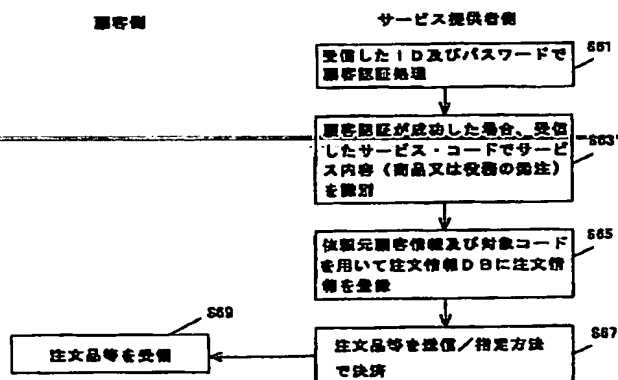 顧客側
サービス提供者側
受信したID及びパスワードで
顧客認証処理
S61
顧客認証が成功した場合、受信
したサービス・コードでサービ
ス内容(商品又は役務の発注)
を識別
S63
依頼元顧客情報及び対象コード
を用いて注文情報DBに注文情
報を登録
S65
S69
注文品等を受領
注文品等を送信/指定方法
で決済
S67